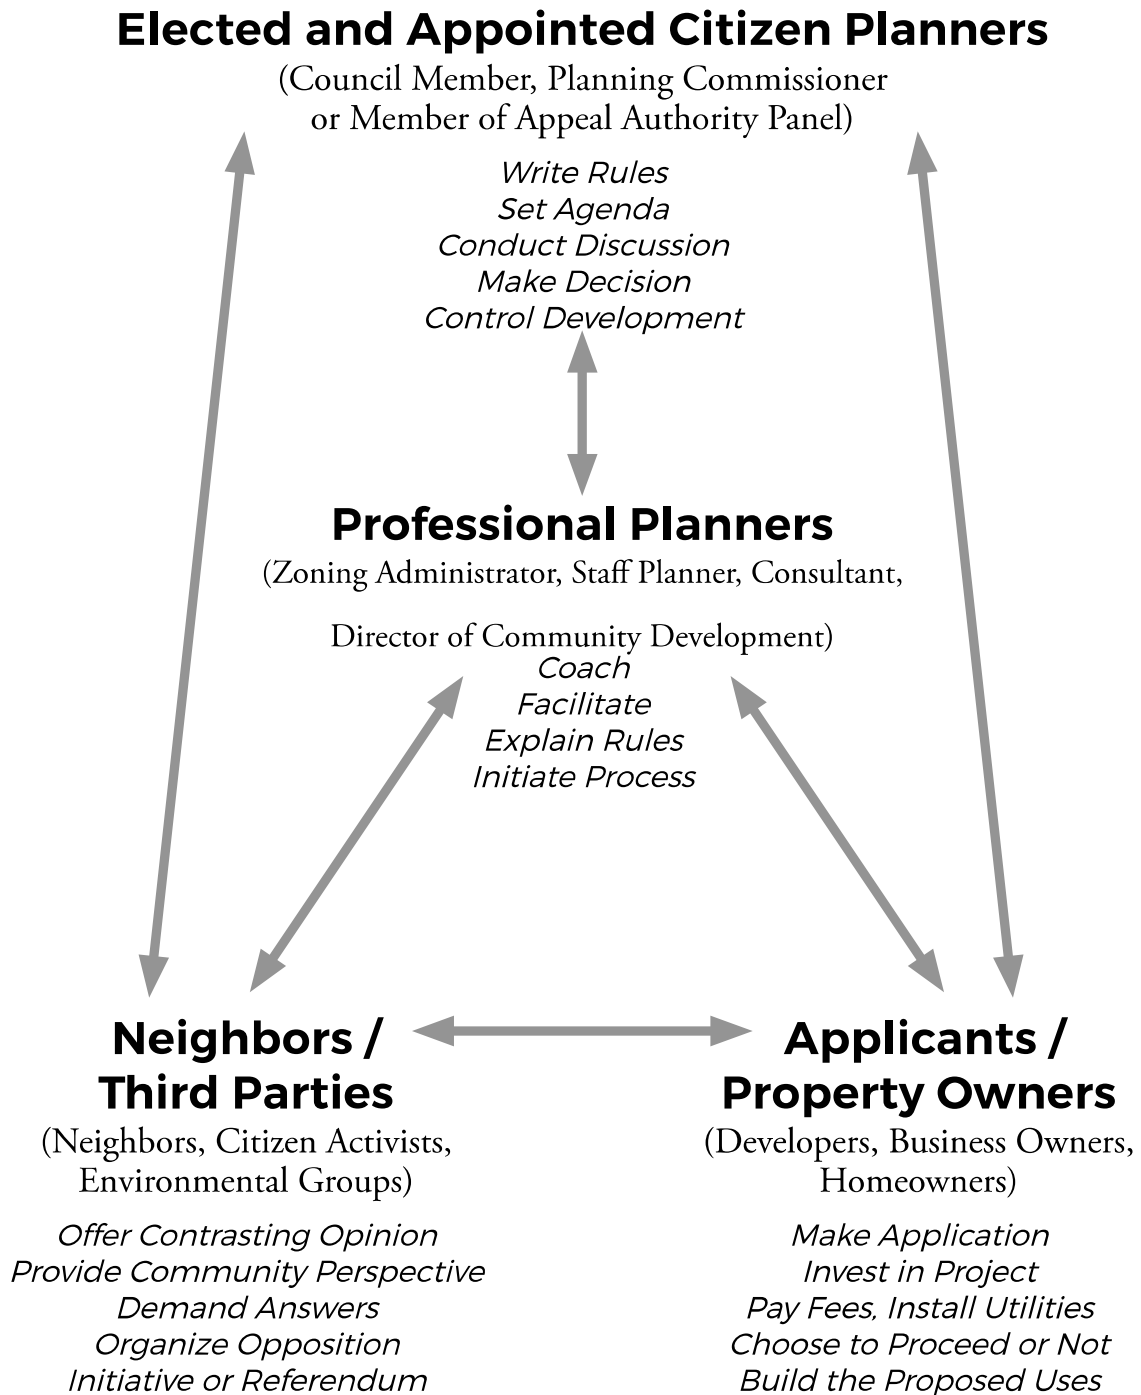 Elected and Appointed Citizen Planners
(Council Member, Planning Commissioner
or Member of Appeal Authority Panel)
Write Rules
Set Agenda
Conduct Discussion
Make Decision
Control Development
Professional Planners
(Zoning Administrator, Staff Planner, Consultant,
Director of Community Development)
Coach
Facilitate
Explain Rules
Initiate Process
Neighbors /
Third Parties
(Neighbors, Citizen Activists,
Environmental Groups)
Offer Contrasting Opinion
Provide Community Perspective
Demand Answers
Organize Opposition
Initiative or Referendum
Applicants /
Property Owners
(Developers, Business Owners,
Homeowners)
Make Application
Invest in Project
Pay Fees, Install Utilities
Choose to Proceed or Not
Build the Proposed Uses